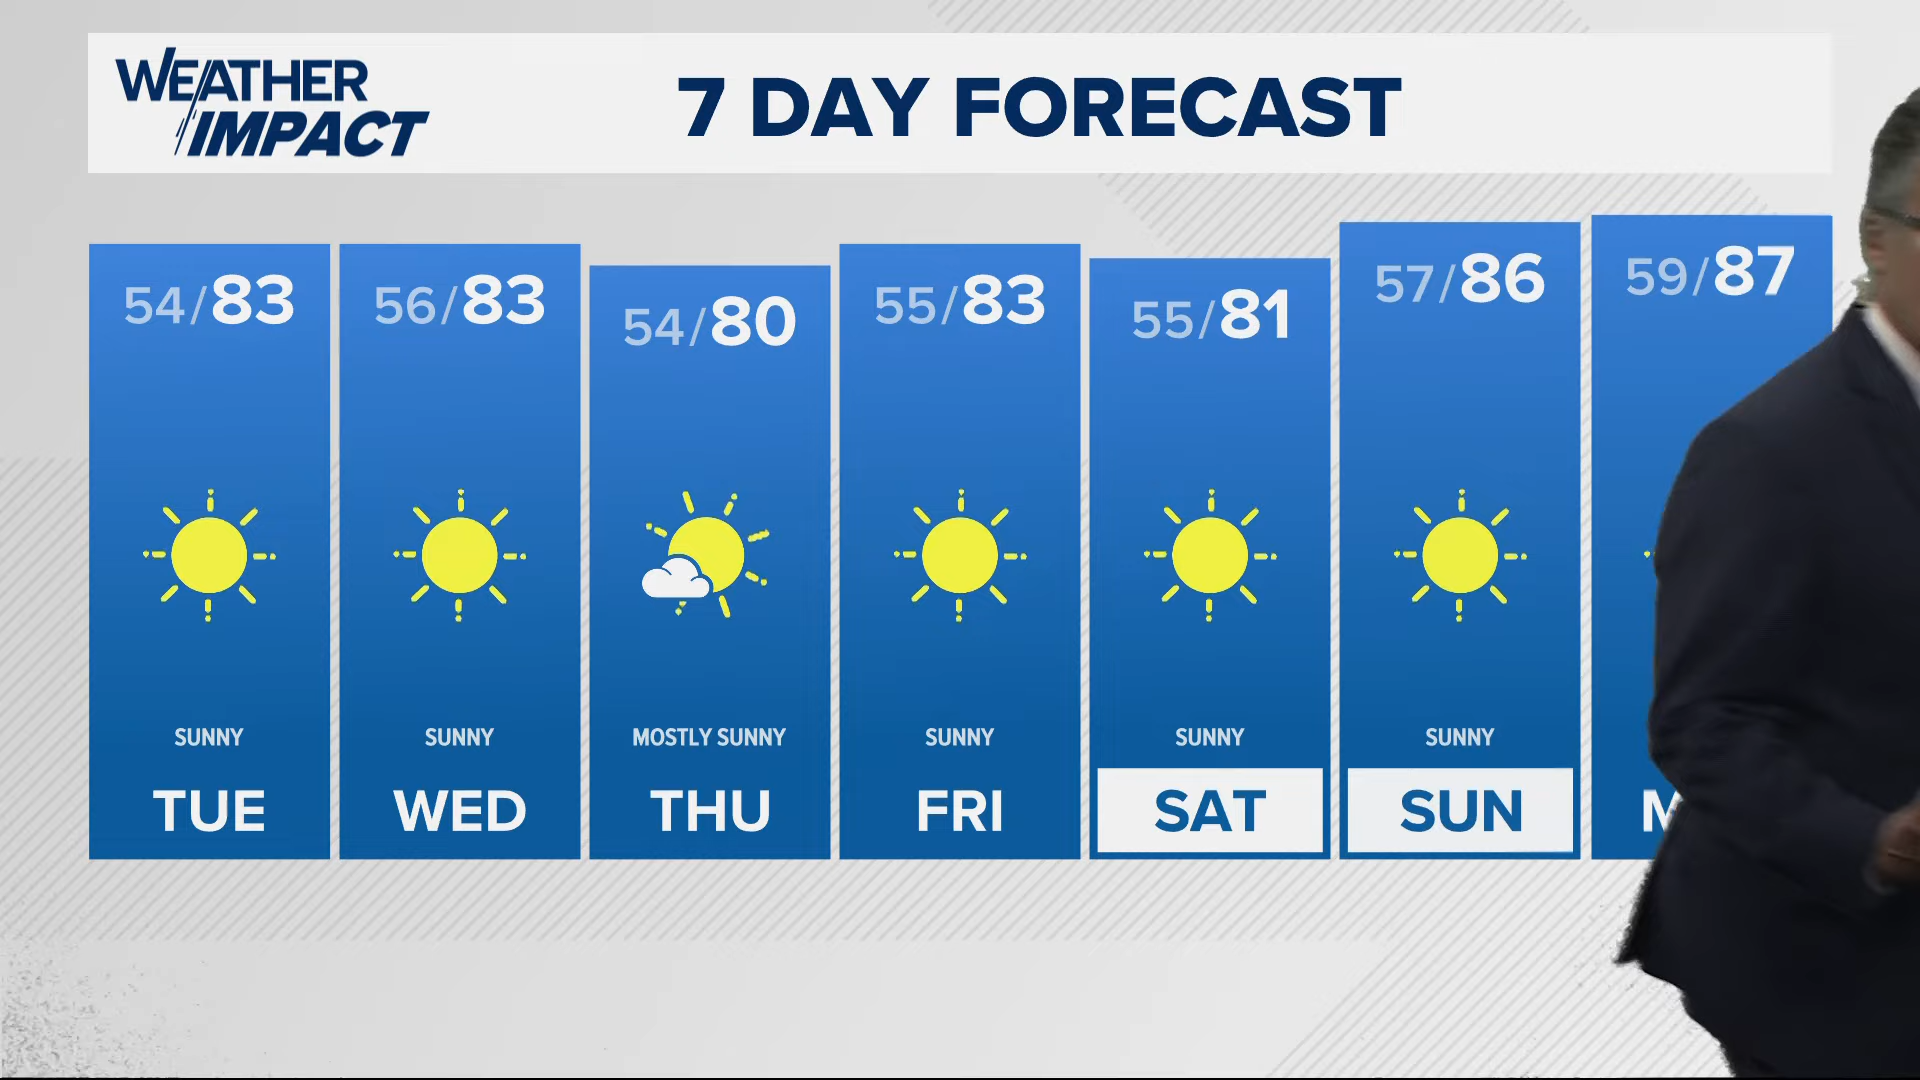 WEATHER
IMPACT
7 DAY FORECAST
54/83
56/83
54/80
55/83
55/81
57/86
59/87
SUNNY
SUNNY
MOSTLY SUNNY
SUNNY
SUNNY
SUNNY
TUE
WED
THU
FRI
SAT
SUN